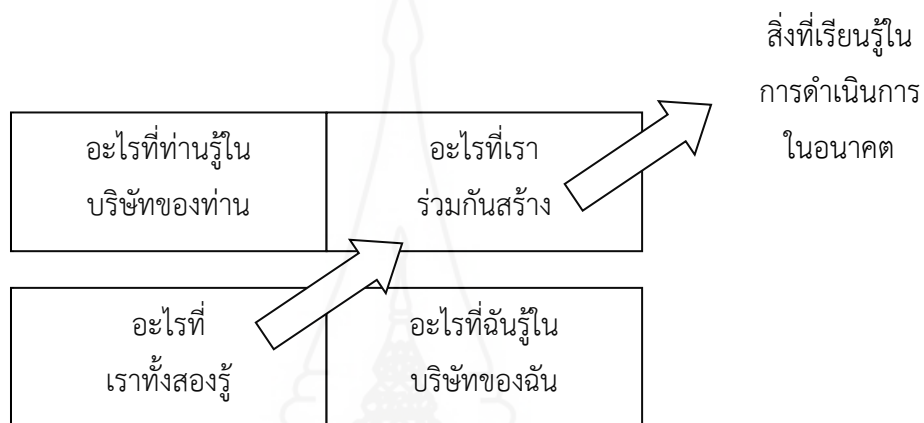 สิ่งที่เรียนรู้ใน
การดำเนินการ
ในอนาคต
อะไรที่ท่านรู้ใน
บริษัทของท่าน
อะไรที่เรา
ร่วมกันสร้าง
อะไรที่
เราทั้งสองรู้
อะไรที่ฉันรู้ใน
บริษัทของฉัน